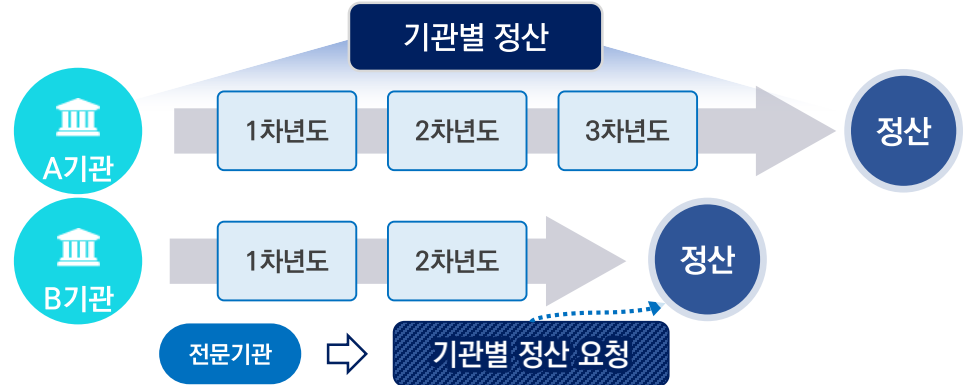 기관별 정산
A기관
1차년도
2차년도
3차년도
정산
B기관
1차년도
2차년도
정산
전문기관
기관별 정산 요청